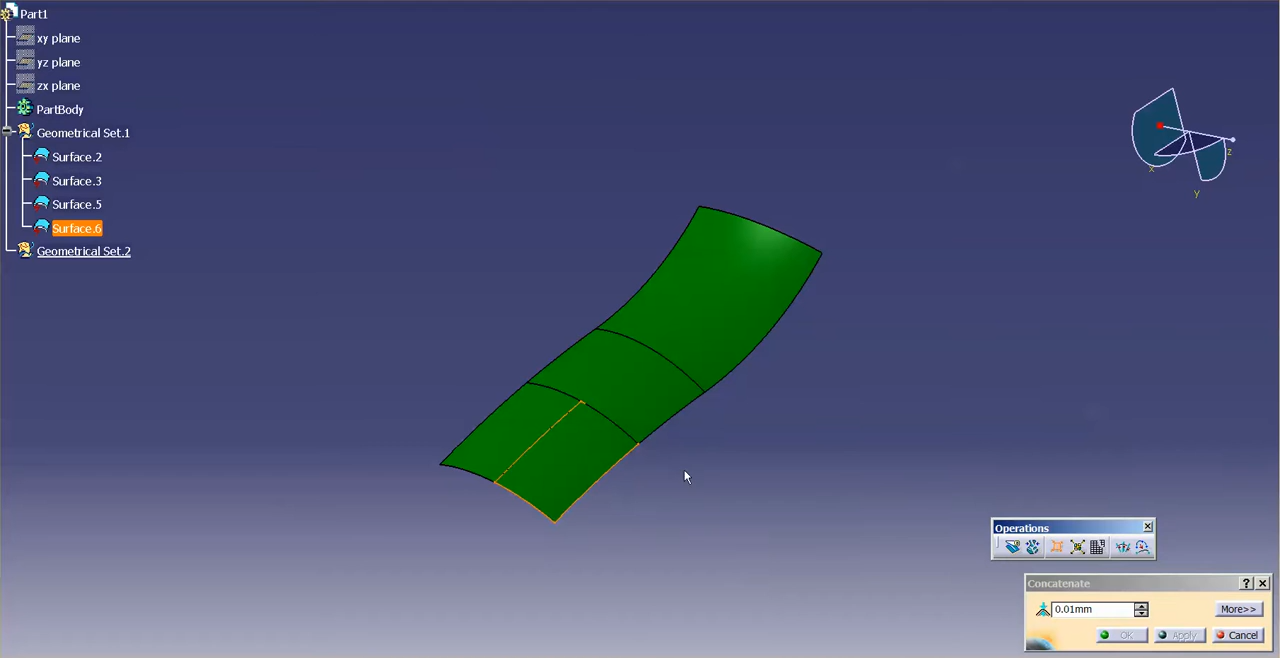 Part1
xy plane
yz plane
zx plane
PartBody
Geometrical Set.1
Surface.2
Surface.3
Surface.5
Surface.6
Geometrical Set.2
z
x
y
Operations
Concatenate
0.01mm
More>>
OK
Apply
Cancel